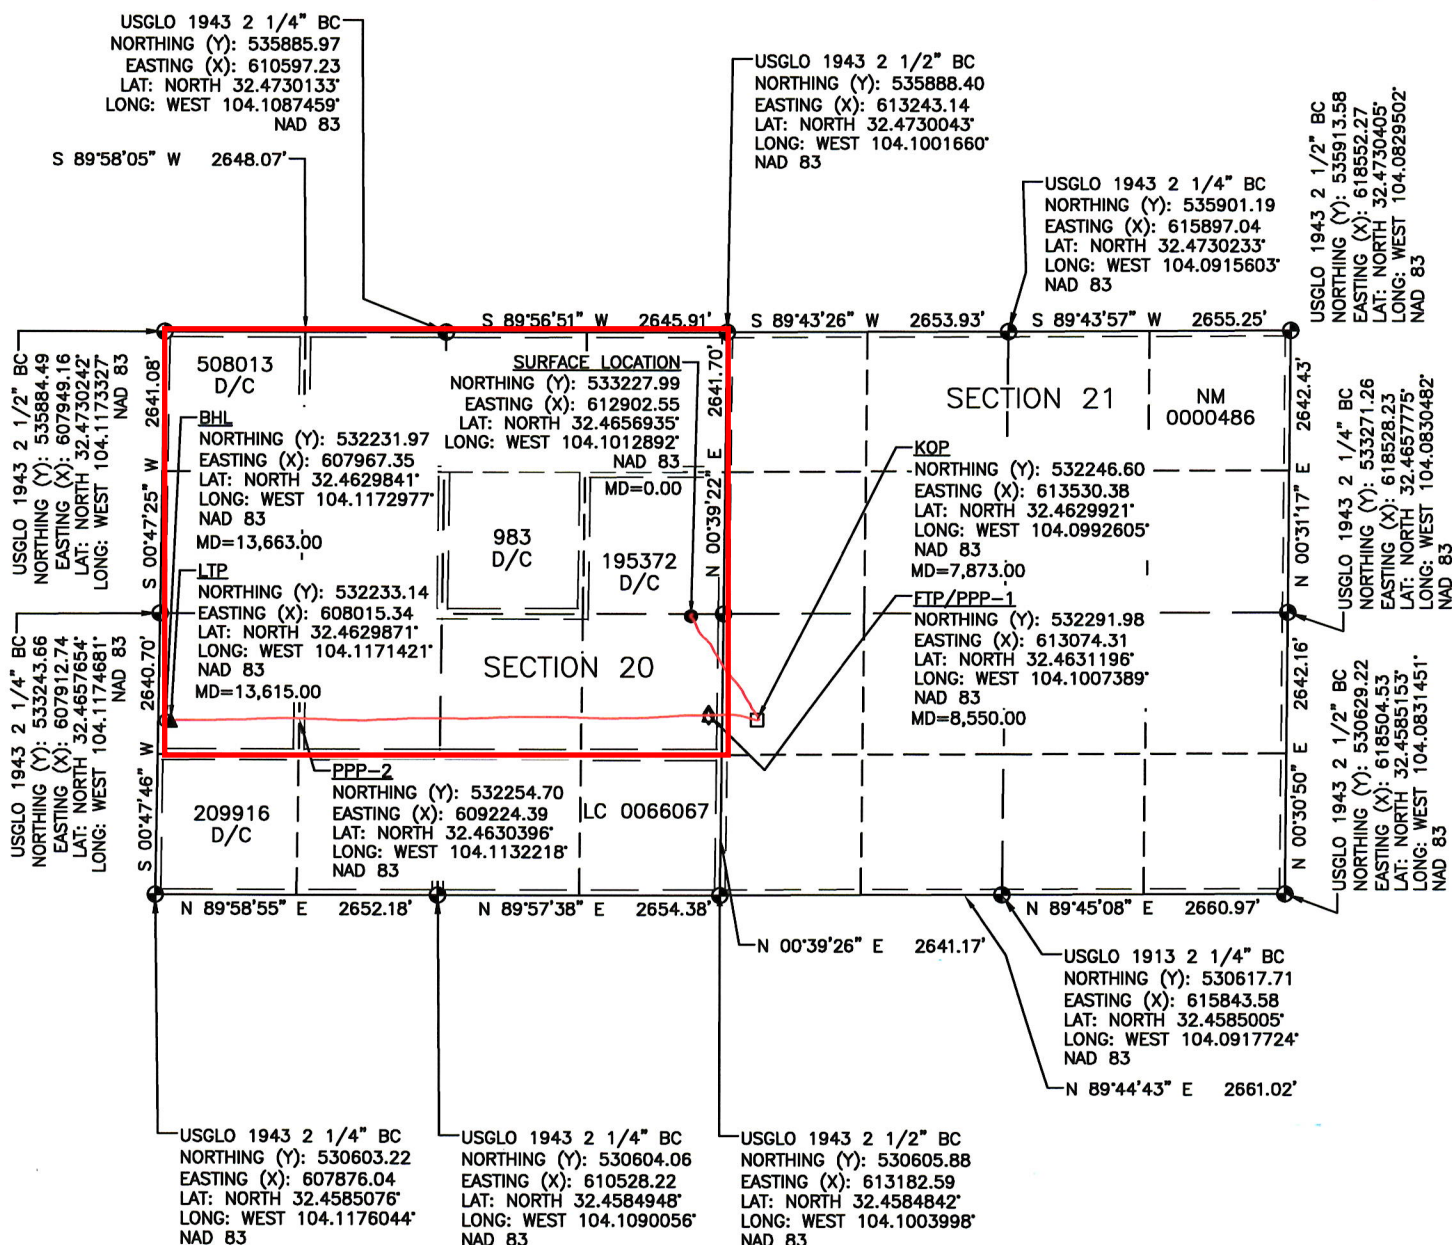 USGLO 1943 2 1/4" BC
NORTHING (Y): 535885.97
EASTING (X): 610597.23
LAT: NORTH 32.4730133°
LONG: WEST 104.1087459°
NAD 83
S 89°58'05" W 2648.07'
USGLO 1943 2 1/2" BC
NORTHING (Y): 535888.40
EASTING (X): 613243.14
LAT: NORTH 32.4730043°
LONG: WEST 104.1001660°
NAD 83
USGLO 1943 2 1/4" BC
NORTHING (Y): 535901.19
EASTING (X): 615897.04
LAT: NORTH 32.4730233°
LONG: WEST 104.0915603°
NAD 83
USGLO 1943 2 1/2" BC
NORTHING (Y): 535913.58
EASTING (X): 618552.27
LAT: NORTH 32.4730405°
LONG: WEST 104.0829502°
NAD 83
S 89°56'51" W 2645.91'
S 89°43'26" W 2653.93'
S 89°43'57" W 2655.25'
USGLO 1943 2 1/2" BC
NORTHING (Y): 535884.49
EASTING (X): 607949.16
LAT: NORTH 32.4730242°
LONG: WEST 104.1173327°
NAD 83
S 00°47'25" W 2641.08'
508013
D/C
SURFACE LOCATION
NORTHING (Y): 533227.99
EASTING (X): 612902.55
LAT: NORTH 32.4656935°
LONG: WEST 104.1012892°
NAD 83
MD=0.00
N 00°39'22" E 2641.70'
SECTION 21
NM
0000486
N 00°31'17" E 2642.43'
USGLO 1943 2 1/4" BC
NORTHING (Y): 533271.26
EASTING (X): 618528.23
LAT: NORTH 32.4657775°
LONG: WEST 104.0830482°
NAD 83
BHL
NORTHING (Y): 532231.97
EASTING (X): 607967.35
LAT: NORTH 32.4629841°
LONG: WEST 104.1172977°
NAD 83
MD=13,663.00
KOP
NORTHING (Y): 532246.60
EASTING (X): 613530.38
LAT: NORTH 32.4629921°
LONG: WEST 104.0992605°
NAD 83
MD=7,873.00
983
D/C
195372
D/C
LTP
NORTHING (Y): 532233.14
EASTING (X): 608015.34
LAT: NORTH 32.4629871°
LONG: WEST 104.1171421°
NAD 83
MD=13,615.00
FTP/PPP-1
NORTHING (Y): 532291.98
EASTING (X): 613074.31
LAT: NORTH 32.4631196°
LONG: WEST 104.1007389°
NAD 83
MD=8,550.00
SECTION 20
USGLO 1943 2 1/4" BC
NORTHING (Y): 533243.66
EASTING (X): 607912.74
LAT: NORTH 32.4657654°
LONG: WEST 104.1174681°
NAD 83
S 00°47'46" W 2640.70'
N 00°30'50" E 2642.16'
USGLO 1943 2 1/2" BC
NORTHING (Y): 530629.22
EASTING (X): 618504.53
LAT: NORTH 32.4585153°
LONG: WEST 104.0831451°
NAD 83
PPP-2
NORTHING (Y): 532254.70
EASTING (X): 609224.39
LAT: NORTH 32.4630396°
LONG: WEST 104.1132218°
NAD 83
209916
D/C
LC 0066067
N 89°58'55" E 2652.18'
N 89°57'38" E 2654.38'
N 89°45'08" E 2660.97'
N 00°39'26" E 2641.17'
USGLO 1913 2 1/4" BC
NORTHING (Y): 530617.71
EASTING (X): 615843.58
LAT: NORTH 32.4585005°
LONG: WEST 104.0917724°
NAD 83
N 89°44'43" E 2661.02'
USGLO 1943 2 1/4" BC
NORTHING (Y): 530603.22
EASTING (X): 607876.04
LAT: NORTH 32.4585076°
LONG: WEST 104.1176044°
NAD 83
USGLO 1943 2 1/4" BC
NORTHING (Y): 530604.06
EASTING (X): 610528.22
LAT: NORTH 32.4584948°
LONG: WEST 104.1090056°
NAD 83
USGLO 1943 2 1/2" BC
NORTHING (Y): 530605.88
EASTING (X): 613182.59
LAT: NORTH 32.4584842°
LONG: WEST 104.1003998°
NAD 83